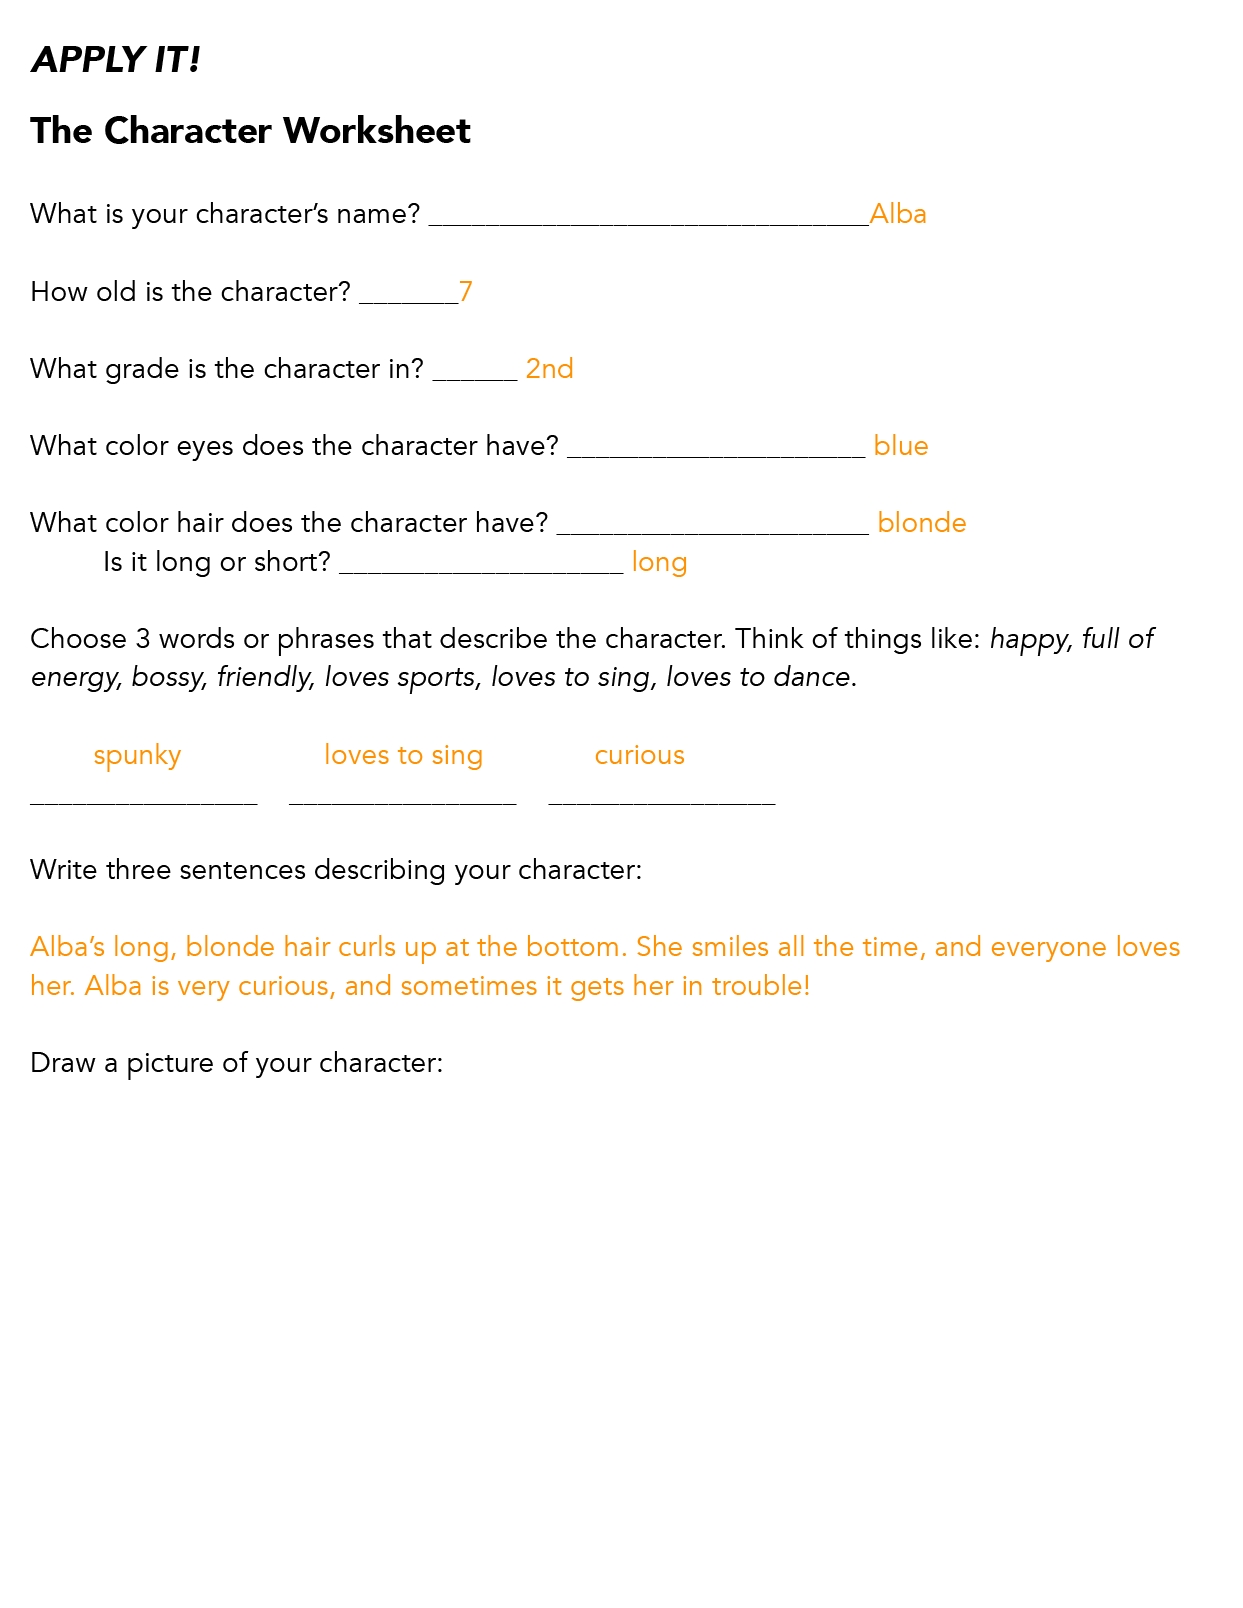 APPLY IT!
The Character Worksheet
What is your character’s name? _______________________________Alba
How old is the character? _______7
What grade is the character in? ______ 2nd
What color eyes does the character have? _____________________ blue
What color hair does the character have? ______________________ blonde
Is it long or short? ____________________ long
Choose 3 words or phrases that describe the character. Think of things like: happy, full of
energy, bossy, friendly, loves sports, loves to sing, loves to dance.
spunky loves to sing curious
________________ ________________ ________________
Write three sentences describing your character:
Alba’s long, blonde hair curls up at the bottom. She smiles all the time, and everyone loves
her. Alba is very curious, and sometimes it gets her in trouble!
Draw a picture of your character: